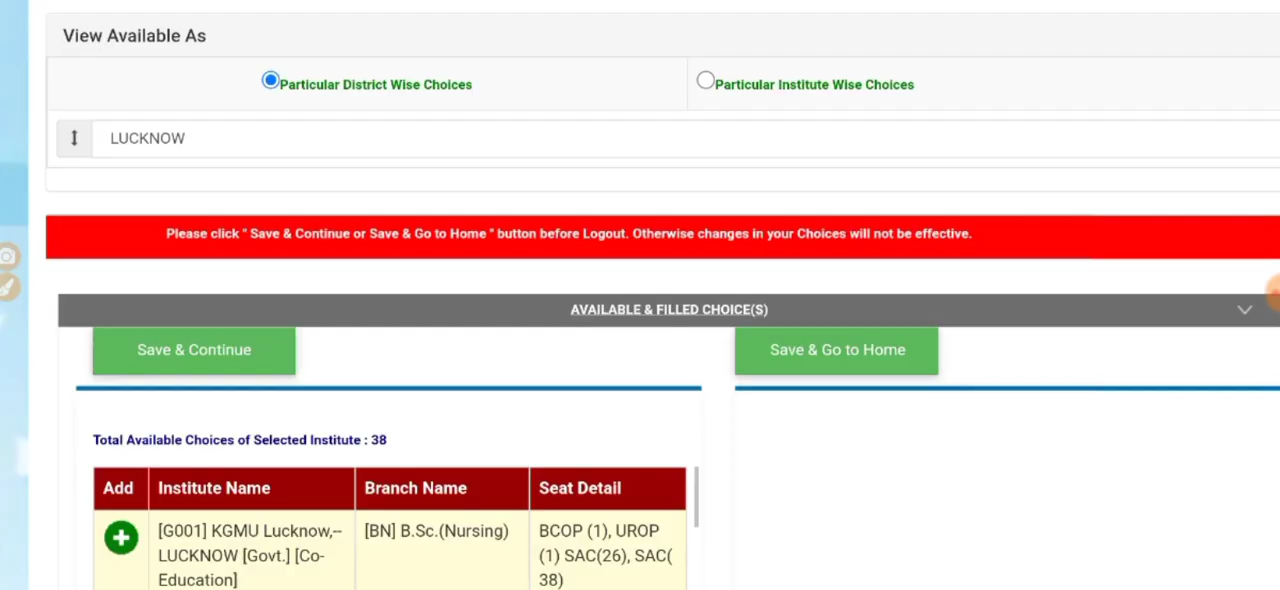 View Available As
Particular District Wise Choices
Particular Institute Wise Choices
LUCKNOW
Please click " Save & Continue or Save & Go to Home " button before Logout. Otherwise changes in your Choices will not be effective.
AVAILABLE & FILLED CHOICE(S)
Save & Continue
Save & Go to Home
Total Available Choices of Selected Institute : 38
Add Institute Name Branch Name Seat Detail
[G001] KGMU Lucknow,-- [BN] B.Sc.(Nursing) BCOP (1), UROP
LUCKNOW [Govt.] [Co- (1) SAC(26), SAC(
Education] 38)